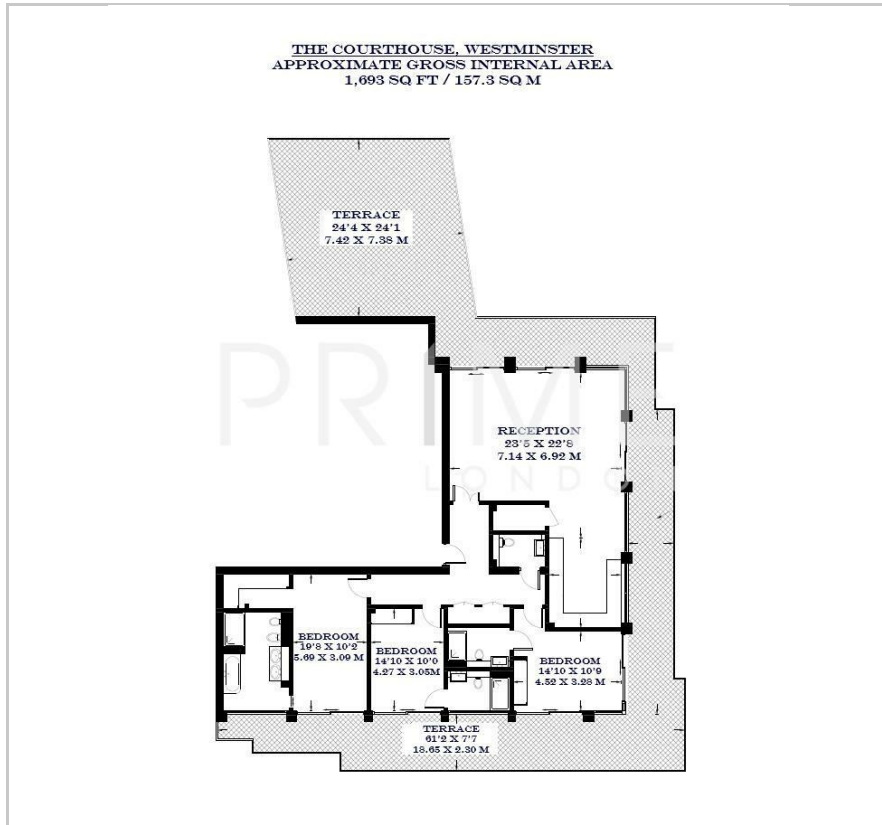 THE COURTHOUSE, WESTMINSTER
APPROXIMATE GROSS INTERNAL AREA
1,693 SQ FT / 157.3 SQ M
TERRACE
24'4 X 24'1
7.42 X 7.38 M
PRIME
LONDON
RECEPTION
23'5 X 22'8
7.14 X 6.92 M
BEDROOM
19'8 X 10'2
5.69 X 3.09 M
BEDROOM
14'10 X 10'0
4.27 X 3.05M
BEDROOM
14'10 X 10'9
4.52 X 3.28 M
TERRACE
61'2 X 7'7
18.65 X 2.30 M